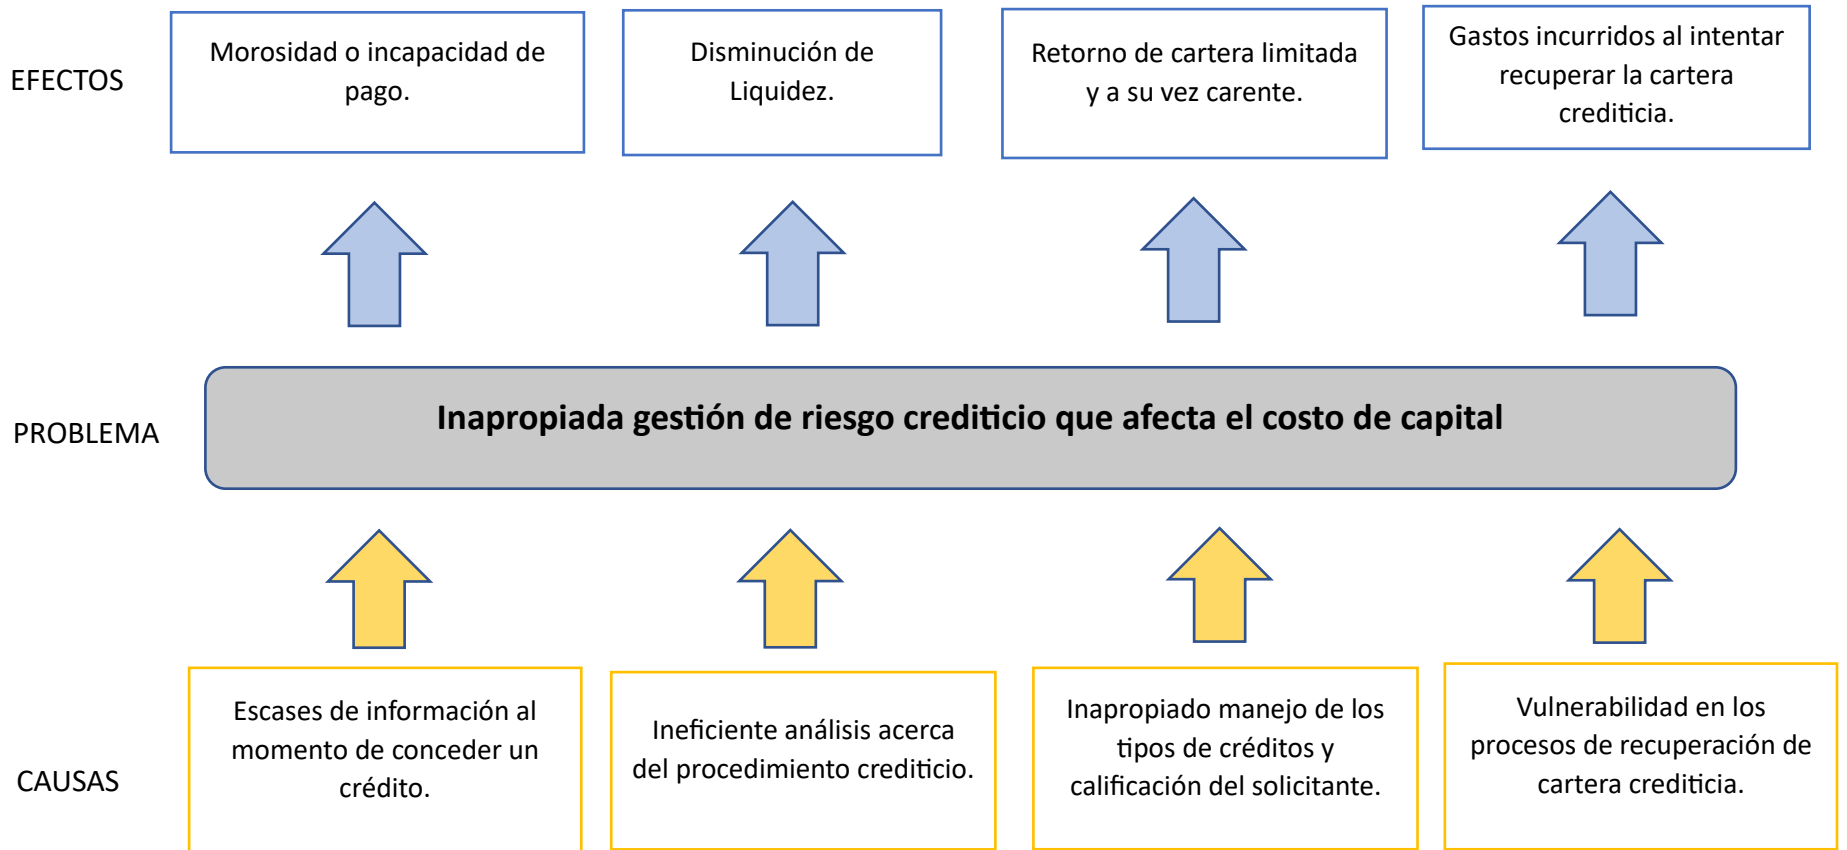 EFECTOS
Morosidad o incapacidad de
pago.
Disminución de
Liquidez.
Retorno de cartera limitada
y a su vez carente.
Gastos incurridos al intentar
recuperar la cartera
crediticia.
PROBLEMA
Inapropiada gestión de riesgo crediticio que afecta el costo de capital
CAUSAS
Escases de información al
momento de conceder un
crédito.
Ineficiente análisis acerca
del procedimiento crediticio.
Inapropiado manejo de los
tipos de créditos y
calificación del solicitante.
Vulnerabilidad en los
procesos de recuperación de
cartera crediticia.